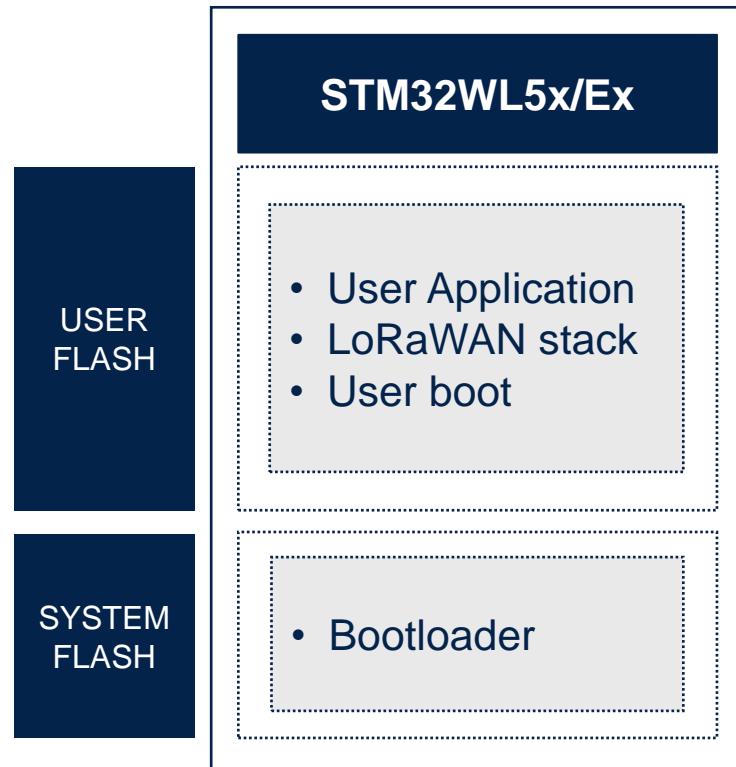 STM32WL5x/Ex
USER
FLASH
• User Application
• LoRaWAN stack
• User boot
SYSTEM
FLASH
• Bootloader